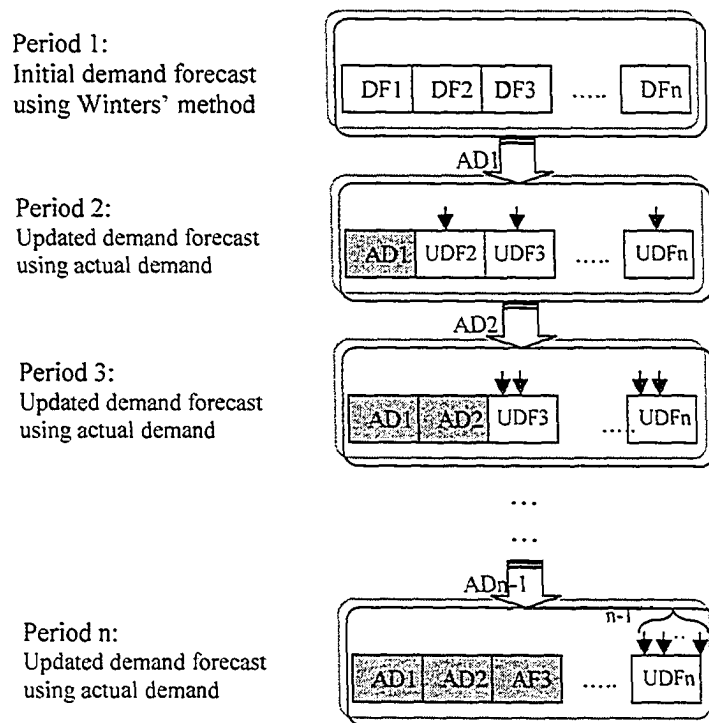 Period 1:
Initial demand forecast
using Winters' method
DF1 DF2 DF3 ..... DFn
AD1
Period 2:
Updated demand forecast
using actual demand
AD1 UDF2 UDF3 ..... UDFn
AD2
Period 3:
Updated demand forecast
using actual demand
AD1 AD2 UDF3 ..... UDFn
...
...
ADn-1
n-1
..
Period n:
Updated demand forecast
using actual demand
AD1 AD2 AF3 ..... UDFn